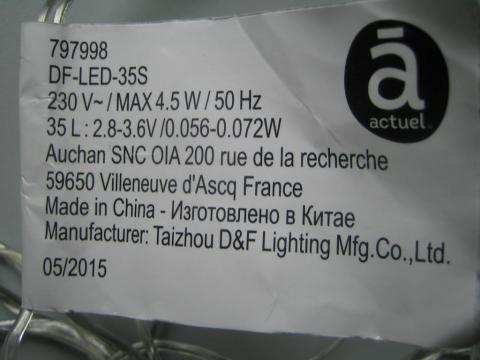 797998
DF-LED-35S
230 V~ / MAX 4.5 W / 50 Hz
35 L : 2.8-3.6V /0.056-0.072W
Auchan SNC OIA 200 rue de la recherche
59650 Villeneuve d'Ascq France
Made in China - Изготовлено в Китае
Manufacturer: Taizhou D&F Lighting Mfg.Co.,Ltd.
05/2015
á
actuel